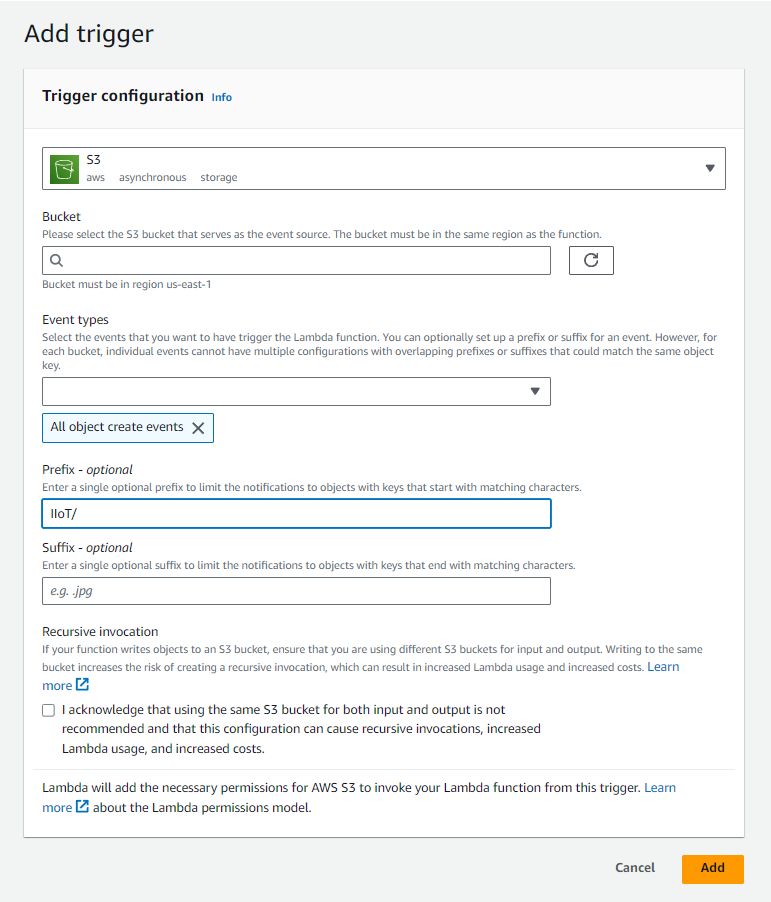 Add trigger
Trigger configuration Info
S3
aws asynchronous storage
Bucket
Please select the S3 bucket that serves as the event source. The bucket must be in the same region as the function.
Bucket must be in region us-east-1
Event types
Select the events that you want to have trigger the Lambda function. You can optionally set up a prefix or suffix for an event. However, for
each bucket, individual events cannot have multiple configurations with overlapping prefixes or suffixes that could match the same object
key.
All object create events
Prefix - optional
Enter a single optional prefix to limit the notifications to objects with keys that start with matching characters.
IIoT/
Suffix - optional
Enter a single optional suffix to limit the notifications to objects with keys that end with matching characters.
e.g. .jpg
Recursive invocation
If your function writes objects to an S3 bucket, ensure that you are using different S3 buckets for input and output. Writing to the same
bucket increases the risk of creating a recursive invocation, which can result in increased Lambda usage and increased costs. Learn
more
I acknowledge that using the same S3 bucket for both input and output is not
recommended and that this configuration can cause recursive invocations, increased
Lambda usage, and increased costs.
Lambda will add the necessary permissions for AWS S3 to invoke your Lambda function from this trigger. Learn
more about the Lambda permissions model.
Cancel Add